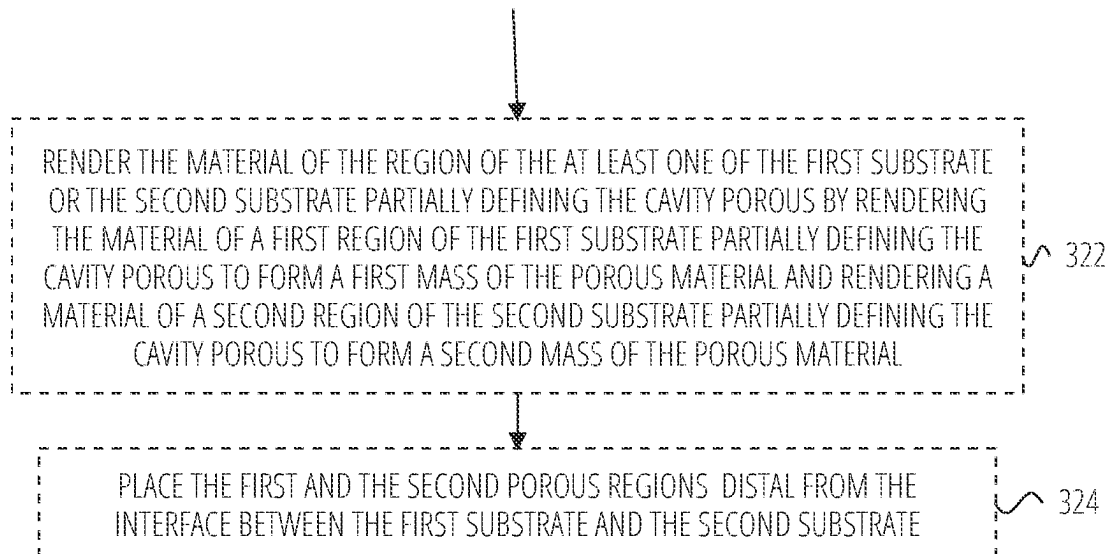 RENDER THE MATERIAL OF THE REGION OF THE AT LEAST ONE OF THE FIRST SUBSTRATE
OR THE SECOND SUBSTRATE PARTIALLY DEFINING THE CAVITY POROUS BY RENDERING
THE MATERIAL OF A FIRST REGION OF THE FIRST SUBSTRATE PARTIALLY DEFINING THE
CAVITY POROUS TO FORM A FIRST MASS OF THE POROUS MATERIAL AND RENDERING A
MATERIAL OF A SECOND REGION OF THE SECOND SUBSTRATE PARTIALLY DEFINING THE
CAVITY POROUS TO FORM A SECOND MASS OF THE POROUS MATERIAL
322
PLACE THE FIRST AND THE SECOND POROUS REGIONS DISTAL FROM THE
INTERFACE BETWEEN THE FIRST SUBSTRATE AND THE SECOND SUBSTRATE
324